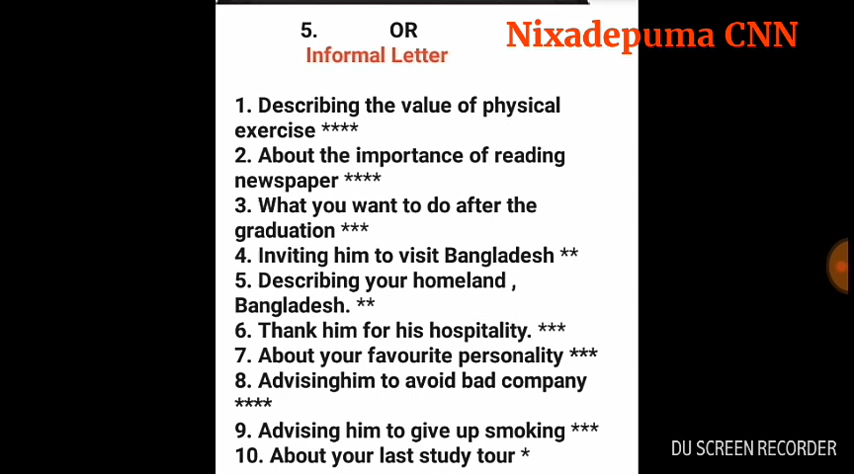 5. OR
Nixadepuma CNN
Informal Letter
1. Describing the value of physical
exercise ****
2. About the importance of reading
newspaper ****
3. What you want to do after the
graduation ***
4. Inviting him to visit Bangladesh **
5. Describing your homeland ,
Bangladesh. **
6. Thank him for his hospitality. ***
7. About your favourite personality ***
8. Advisinghim to avoid bad company
****
9. Advising him to give up smoking ***
10. About your last study tour *
DU SCREEN RECORDER